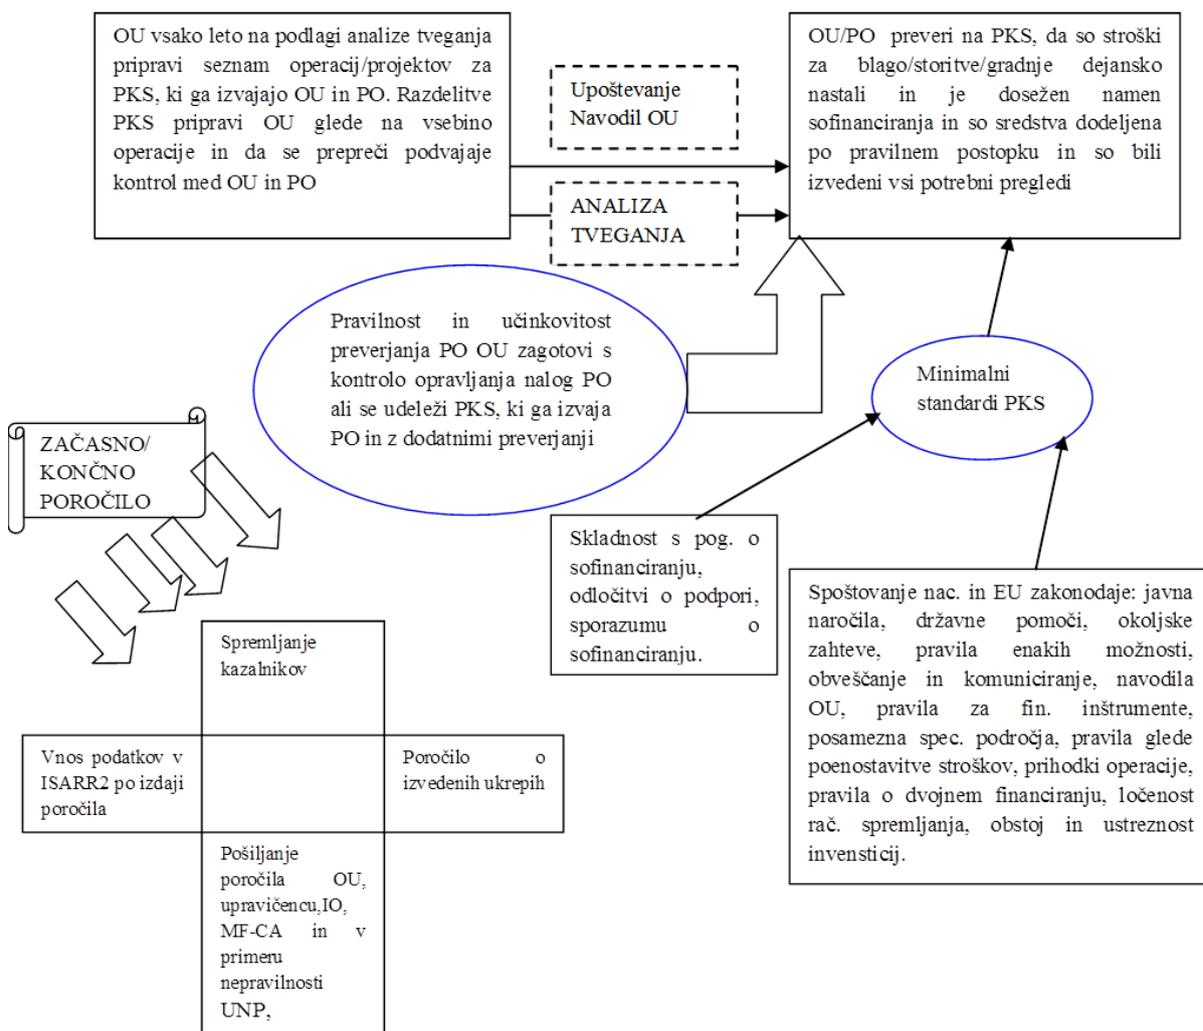 OU vsako leto na podlagi analize tveganja
pripravi seznam operacij/projektov za
PKS, ki ga izvajajo OU in PO. Razdelitve
PKS pripravi OU glede na vsebino
operacije in da se prepreči podvajaje
kontrol med OU in PO
Upoštevanje
Navodil OU
ANALIZA
TVEGANJA
OU/PO preveri na PKS, da so stroški
za blago/storitve/gradnje dejansko
nastali in je dosežen namen
sofinanciranja in so sredstva dodeljena
po pravilnem postopku in so bili
izvedeni vsi potrebni pregledi
Pravilnost in učinkovitost
preverjanja PO OU zagotovi s
kontrolo opravljanja nalog PO
ali se udeleži PKS, ki ga izvaja
PO in z dodatnimi preverjanji
Minimalni
standardi PKS
ZAČASNO/
KONČNO
POROČILO
Skladnost s pog. o
sofinanciranju,
odločitvi o podpori,
sporazumu o
sofinanciranju.
Spoštovanje nac. in EU zakonodaje: javna
naročila, državne pomoči, okoljske
zahteve, pravila enakih možnosti,
obveščanje in komuniciranje, navodila
OU, pravila za fin. inštrumente,
posamezna spec. področja, pravila glede
poenostavitve stroškov, prihodki operacije,
pravila o dvojnem financiranju, ločenost
rač. spremljanja, obstoj in ustreznost
invensticij.
Spremljanje
kazalnikov
Vnos podatkov v
ISARR2 po izdaji
poročila
Poročilo o
izvedenih ukrepih
Pošiljanje
poročila OU,
upravičencu,IO,
MF-CA in v
primeru
nepravilnosti
UNP,